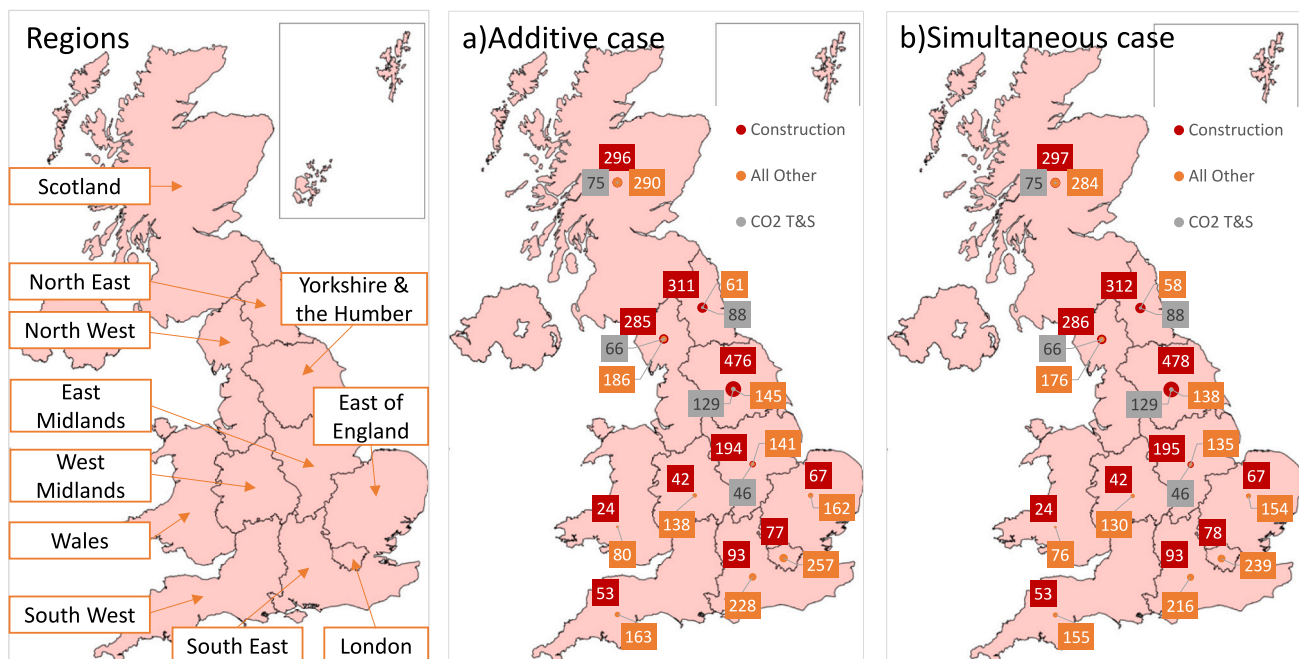 Regions
Scotland
North East
Yorkshire &
the Humber
North West
East
Midlands
East of
England
West
Midlands
Wales
South West
South East
London
a)Additive case
Construction
All Other
CO2 T&S
296
75
290
311
61
88
285
66
186
476
129
145
194
141
46
42
138
67
162
24
80
77
257
93
228
53
163
b)Simultaneous case
Construction
All Other
CO2 T&S
297
75
284
312
58
88
286
66
176
478
129
138
195
135
46
42
130
67
154
24
76
78
239
93
216
53
155